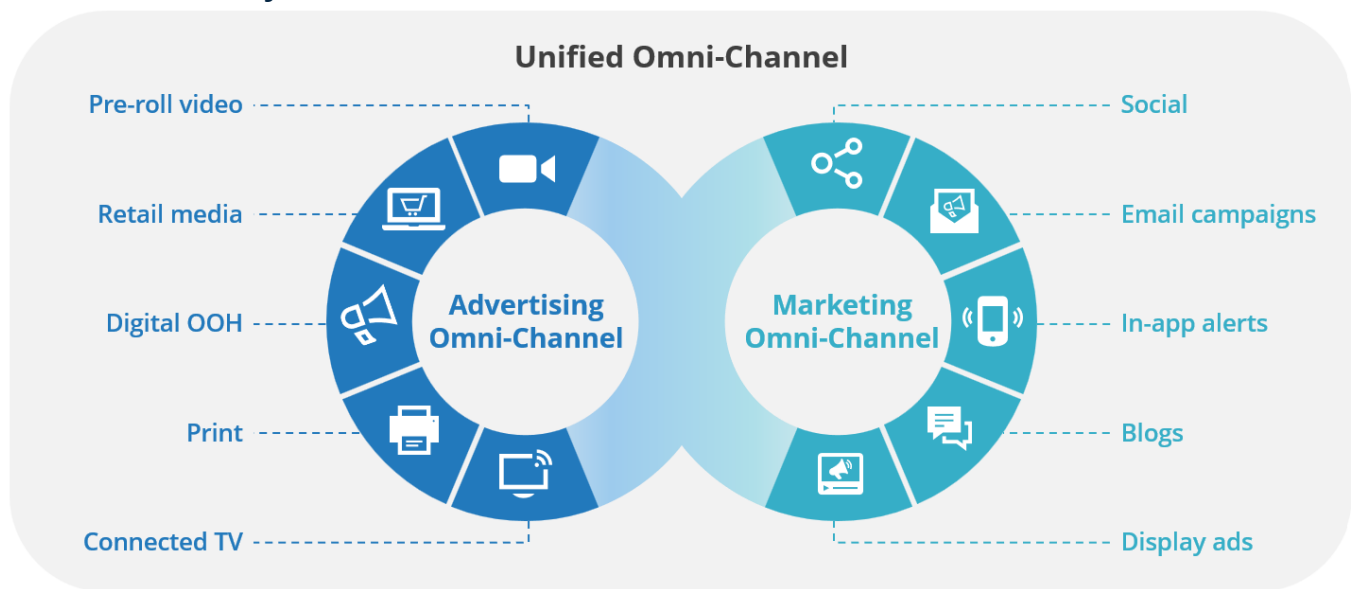 Unified Omni-Channel
Pre-roll video
Retail media
Digital OOH
Print
Connected TV
Advertising
Omni-Channel
Marketing
Omni-Channel
Social
Email campaigns
In-app alerts
Blogs
Display ads